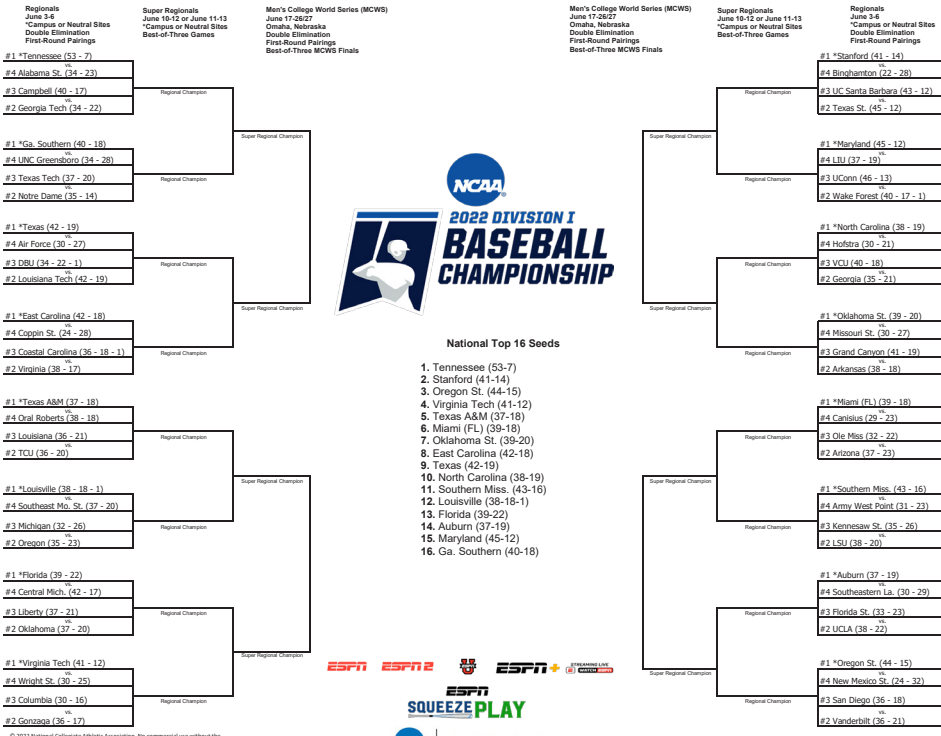 Regionals
June 3-6
*Campus or Neutral Sites
Double Elimination
First-Round Pairings
Super Regionals
June 10-12 or June 11-13
*Campus or Neutral Sites
Best-of-Three Games
Men's College World Series (MCWS)
June 17-26/27
Omaha, Nebraska
Double Elimination
First-Round Pairings
Best-of-Three MCWS Finals
Men's College World Series (MCWS)
June 17-26/27
Omaha, Nebraska
Double Elimination
First-Round Pairings
Best-of-Three MCWS Finals
Super Regionals
June 10-12 or June 11-13
*Campus or Neutral Sites
Best-of-Three Games
Regionals
June 3-6
*Campus or Neutral Sites
Double Elimination
First-Round Pairings
#1 *Tennessee (53 - 7)
vs.
#4 Alabama St. (34 - 23)
#3 Campbell (40 - 17)
vs.
#2 Georgia Tech (34 - 22)
Regional Champion
Super Regional Champion
#1 *Ga. Southern (40 - 18)
vs.
#4 UNC Greensboro (34 - 28)
#3 Texas Tech (37 - 20)
vs.
#2 Notre Dame (35 - 14)
Regional Champion
#1 *Texas (42 - 19)
vs.
#4 Air Force (30 - 27)
#3 DBU (34 - 22 - 1)
vs.
#2 Louisiana Tech (42 - 19)
Regional Champion
Super Regional Champion
#1 *East Carolina (42 - 18)
vs.
#4 Coppin St. (24 - 28)
#3 Coastal Carolina (36 - 18 - 1)
vs.
#2 Virginia (38 - 17)
Regional Champion
#1 *Texas A&M (37 - 18)
vs.
#4 Oral Roberts (38 - 18)
#3 Louisiana (36 - 21)
vs.
#2 TCU (36 - 20)
Regional Champion
Super Regional Champion
#1 *Louisville (38 - 18 - 1)
vs.
#4 Southeast Mo. St. (37 - 20)
#3 Michigan (32 - 26)
vs.
#2 Oregon (35 - 23)
Regional Champion
#1 *Florida (39 - 22)
vs.
#4 Central Mich. (42 - 17)
#3 Liberty (37 - 21)
vs.
#2 Oklahoma (37 - 20)
Regional Champion
Super Regional Champion
#1 *Virginia Tech (41 - 12)
vs.
#4 Wright St. (30 - 25)
#3 Columbia (30 - 16)
vs.
#2 Gonzaga (36 - 17)
Regional Champion
© 2022 National Collegiate Athletic Association. No commercial use without the
NCAA
2022 DIVISION I
BASEBALL
CHAMPIONSHIP
National Top 16 Seeds
1. Tennessee (53-7)
2. Stanford (41-14)
3. Oregon St. (44-15)
4. Virginia Tech (41-12)
5. Texas A&M (37-18)
6. Miami (FL) (39-18)
7. Oklahoma St. (39-20)
8. East Carolina (42-18)
9. Texas (42-19)
10. North Carolina (38-19)
11. Southern Miss. (43-16)
12. Louisville (38-18-1)
13. Florida (39-22)
14. Auburn (37-19)
15. Maryland (45-12)
16. Ga. Southern (40-18)
ESPN ESPN 2 U ESPN+ STREAMING LIVE
WATCH ESPN
ESPN
SQUEEZE PLAY
#1 *Stanford (41 - 14)
vs.
#4 Binghamton (22 - 28)
#3 UC Santa Barbara (43 - 12)
vs.
#2 Texas St. (45 - 12)
Regional Champion
Super Regional Champion
#1 *Maryland (45 - 12)
vs.
#4 LIU (37 - 19)
#3 UConn (46 - 13)
vs.
#2 Wake Forest (40 - 17 - 1)
Regional Champion
#1 *North Carolina (38 - 19)
vs.
#4 Hofstra (30 - 21)
#3 VCU (40 - 18)
vs.
#2 Georgia (35 - 21)
Regional Champion
Super Regional Champion
#1 *Oklahoma St. (39 - 20)
vs.
#4 Missouri St. (30 - 27)
#3 Grand Canyon (41 - 19)
vs.
#2 Arkansas (38 - 18)
Regional Champion
#1 *Miami (FL) (39 - 18)
vs.
#4 Canisius (29 - 23)
#3 Ole Miss (32 - 22)
vs.
#2 Arizona (37 - 23)
Regional Champion
Super Regional Champion
#1 *Southern Miss. (43 - 16)
vs.
#4 Army West Point (31 - 23)
#3 Kennesaw St. (35 - 26)
vs.
#2 LSU (38 - 20)
Regional Champion
#1 *Auburn (37 - 19)
vs.
#4 Southeastern La. (30 - 29)
#3 Florida St. (33 - 23)
vs.
#2 UCLA (38 - 22)
Regional Champion
Super Regional Champion
#1 *Oregon St. (44 - 15)
vs.
#4 New Mexico St. (24 - 32)
#3 San Diego (36 - 18)
vs.
#2 Vanderbilt (36 - 21)
Regional Champion